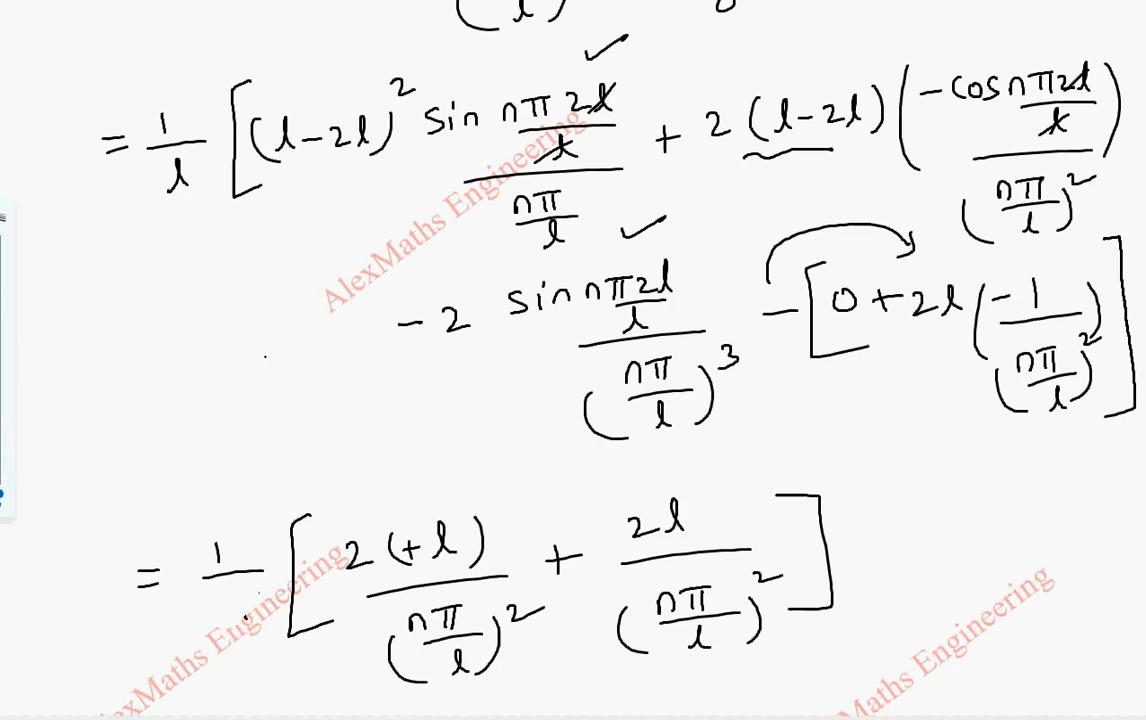 (l)
= 1/l [(l-2l)² sin nπ2l/l / nπ/l + 2 (l-2l) (-cos nπ2l/l / (nπ/l)²)
- 2 sin nπ2l/l / (nπ/l)³ - [0 + 2l (-1 / (nπ/l)²)]
= 1/ [2(+l) / (nπ/l)² + 2l / (nπ/l)²]
AlexMaths Engineering
AlexMaths Engineering
Maths Engineering